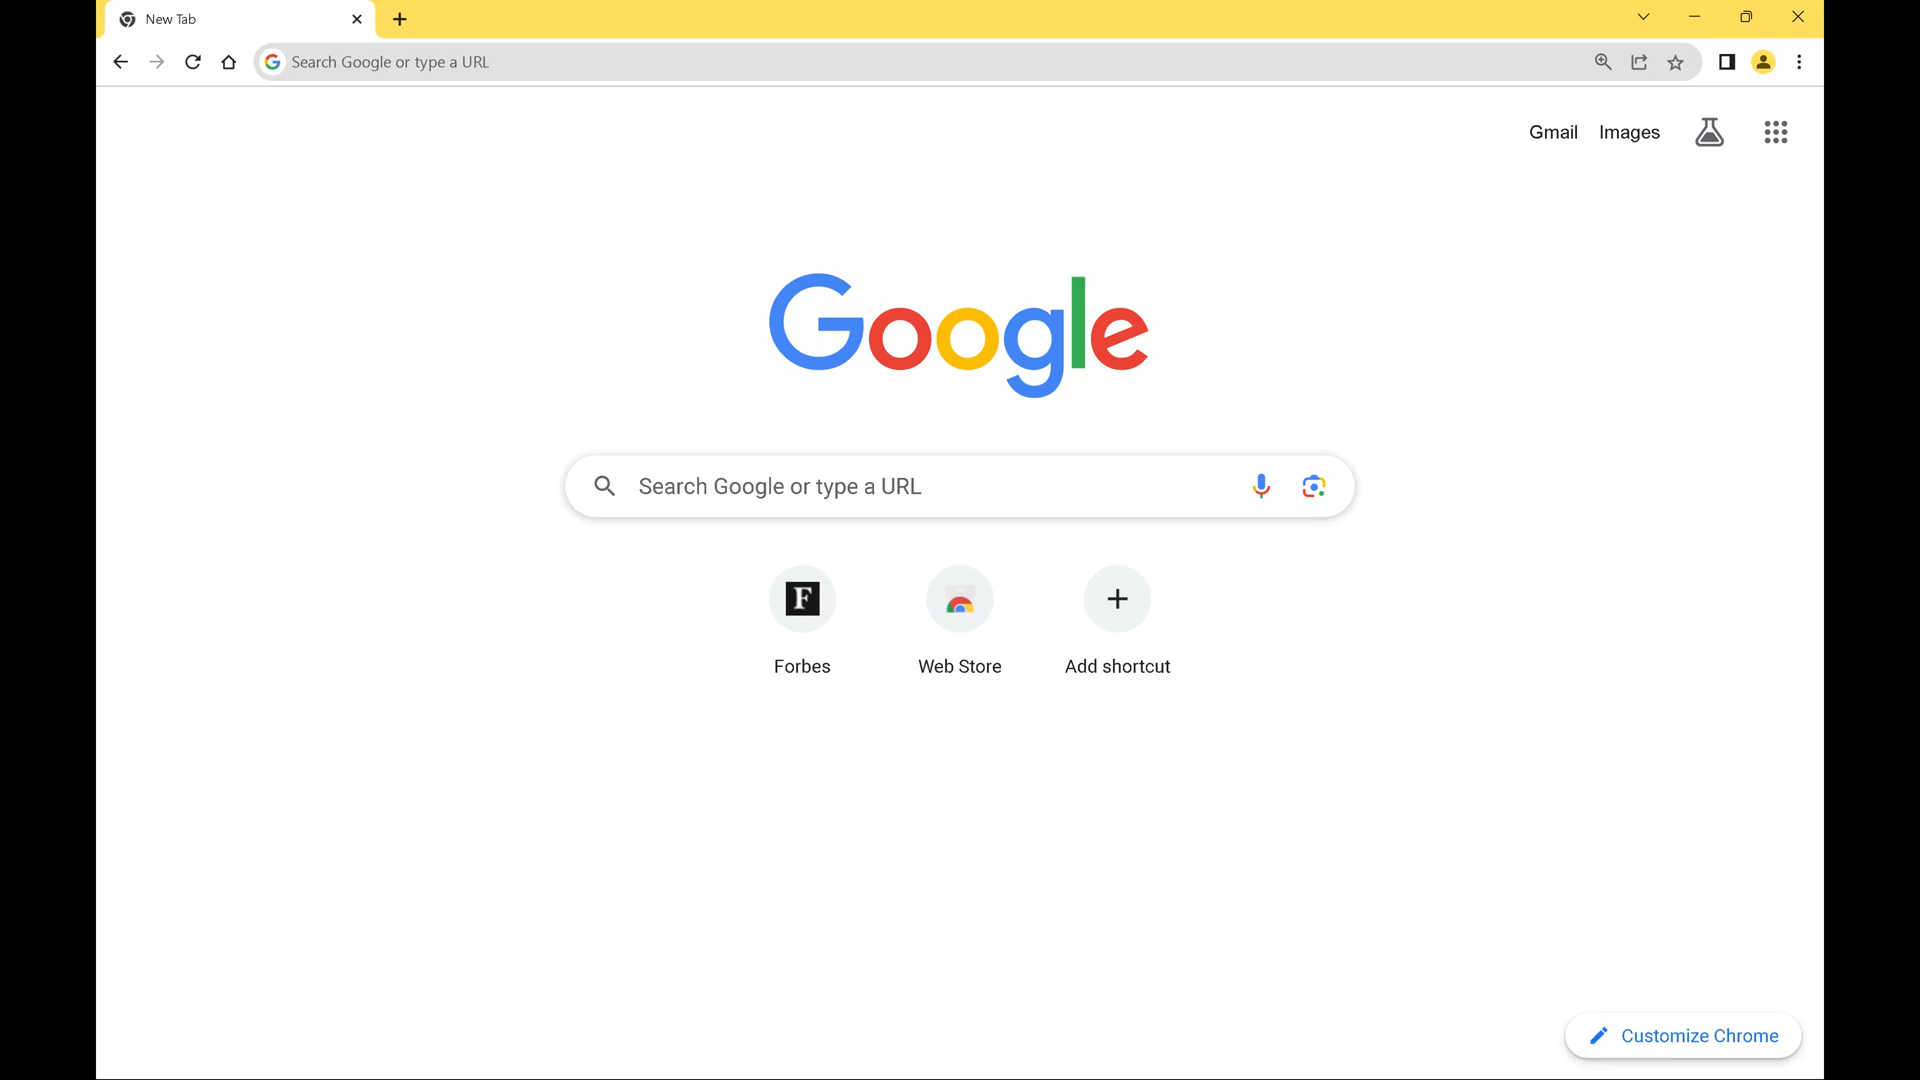 New Tab
Search Google or type a URL
Gmail Images
Google
Search Google or type a URL
F
Forbes Web Store Add shortcut
Customize Chrome